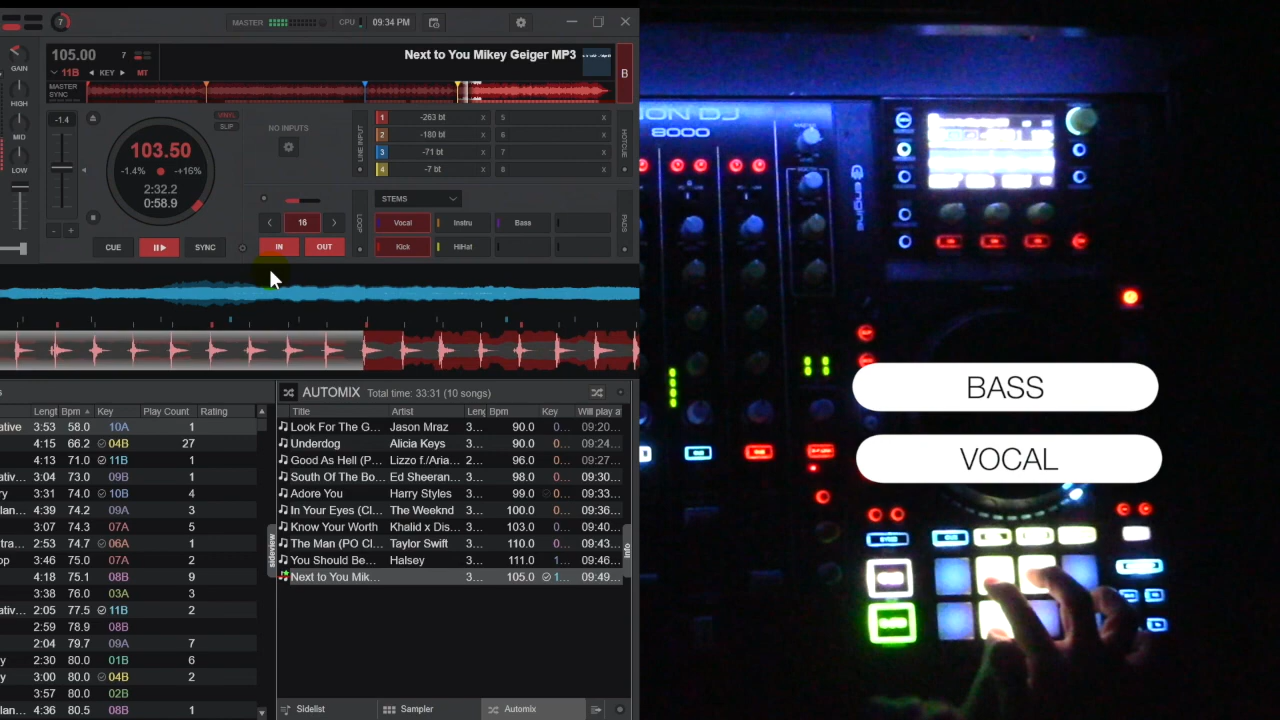 7 MASTER CPU 09:34 PM
105.00 7 Next to You Mikey Geiger MP3
11B KEY MT B
GAIN
MASTER
SYNC
HIGH
-1.4 VINYL
SLIP
MID
LOW
103.50
-1.4% +16%
2:32.2
0:58.9
- +
CUE SYNC
NO INPUTS
16
IN OUT
LINE INPUT
LOOP
1 -263 bt x 5 x
2 -180 bt x 6 x
3 -71 bt x 7 x
4 -7 bt x 8 x
HOTCUE
STEMS
Vocal Instru Bass
Kick HiHat
PADS
AUTOMIX Total time: 33:31 (10 songs)
Lengt Bpm Key Play Count Rating
ative 3:53 58.0 10A 1
4:15 66.2 04B 27
4:13 71.0 11B 1
ativ... 3:04 73.0 09B 1
ry 3:31 74.0 10B 4
lan... 4:39 74.2 09A 3
3:07 74.3 07A 5
tra... 2:53 74.7 06A 3
op 3:46 75.0 07A 2
4:18 75.1 08B 9
3:38 76.0 03A 3
ativ... 2:05 77.5 11B 2
2:59 78.9 08B
2:04 79.7 09A 7
y 2:30 80.0 01B 6
y 3:00 80.0 04B 2
3:57 80.0 02B
lan... 4:36 80.5 08B 1
sideview
Title Artist Leng Bpm Key Will play a
Look For The G... Jason Mraz 3... 90.0 0... 09:20...
Underdog Alicia Keys 3... 90.0 0... 09:24...
Good As Hell (P... Lizzo f./Aria... 2... 96.0 0... 09:27...
South Of The Bo... Ed Sheeran... 3... 98.0 0... 09:30...
Adore You Harry Styles 3... 99.0 0... 09:33...
In Your Eyes (Cl... The Weeknd 3... 100.0 0... 09:36...
Know Your Worth Khalid x Dis... 3... 103.0 0... 09:40...
The Man (PO Cl... Taylor Swift 3... 110.0 0... 09:43...
You Should Be... Halsey 3... 111.0 1... 09:46...
Next to You Mik... 3... 105.0 1... 09:49...
info
Sidelist Sampler Automix
ION DJ
8000
engine
BASS
VOCAL
CUE